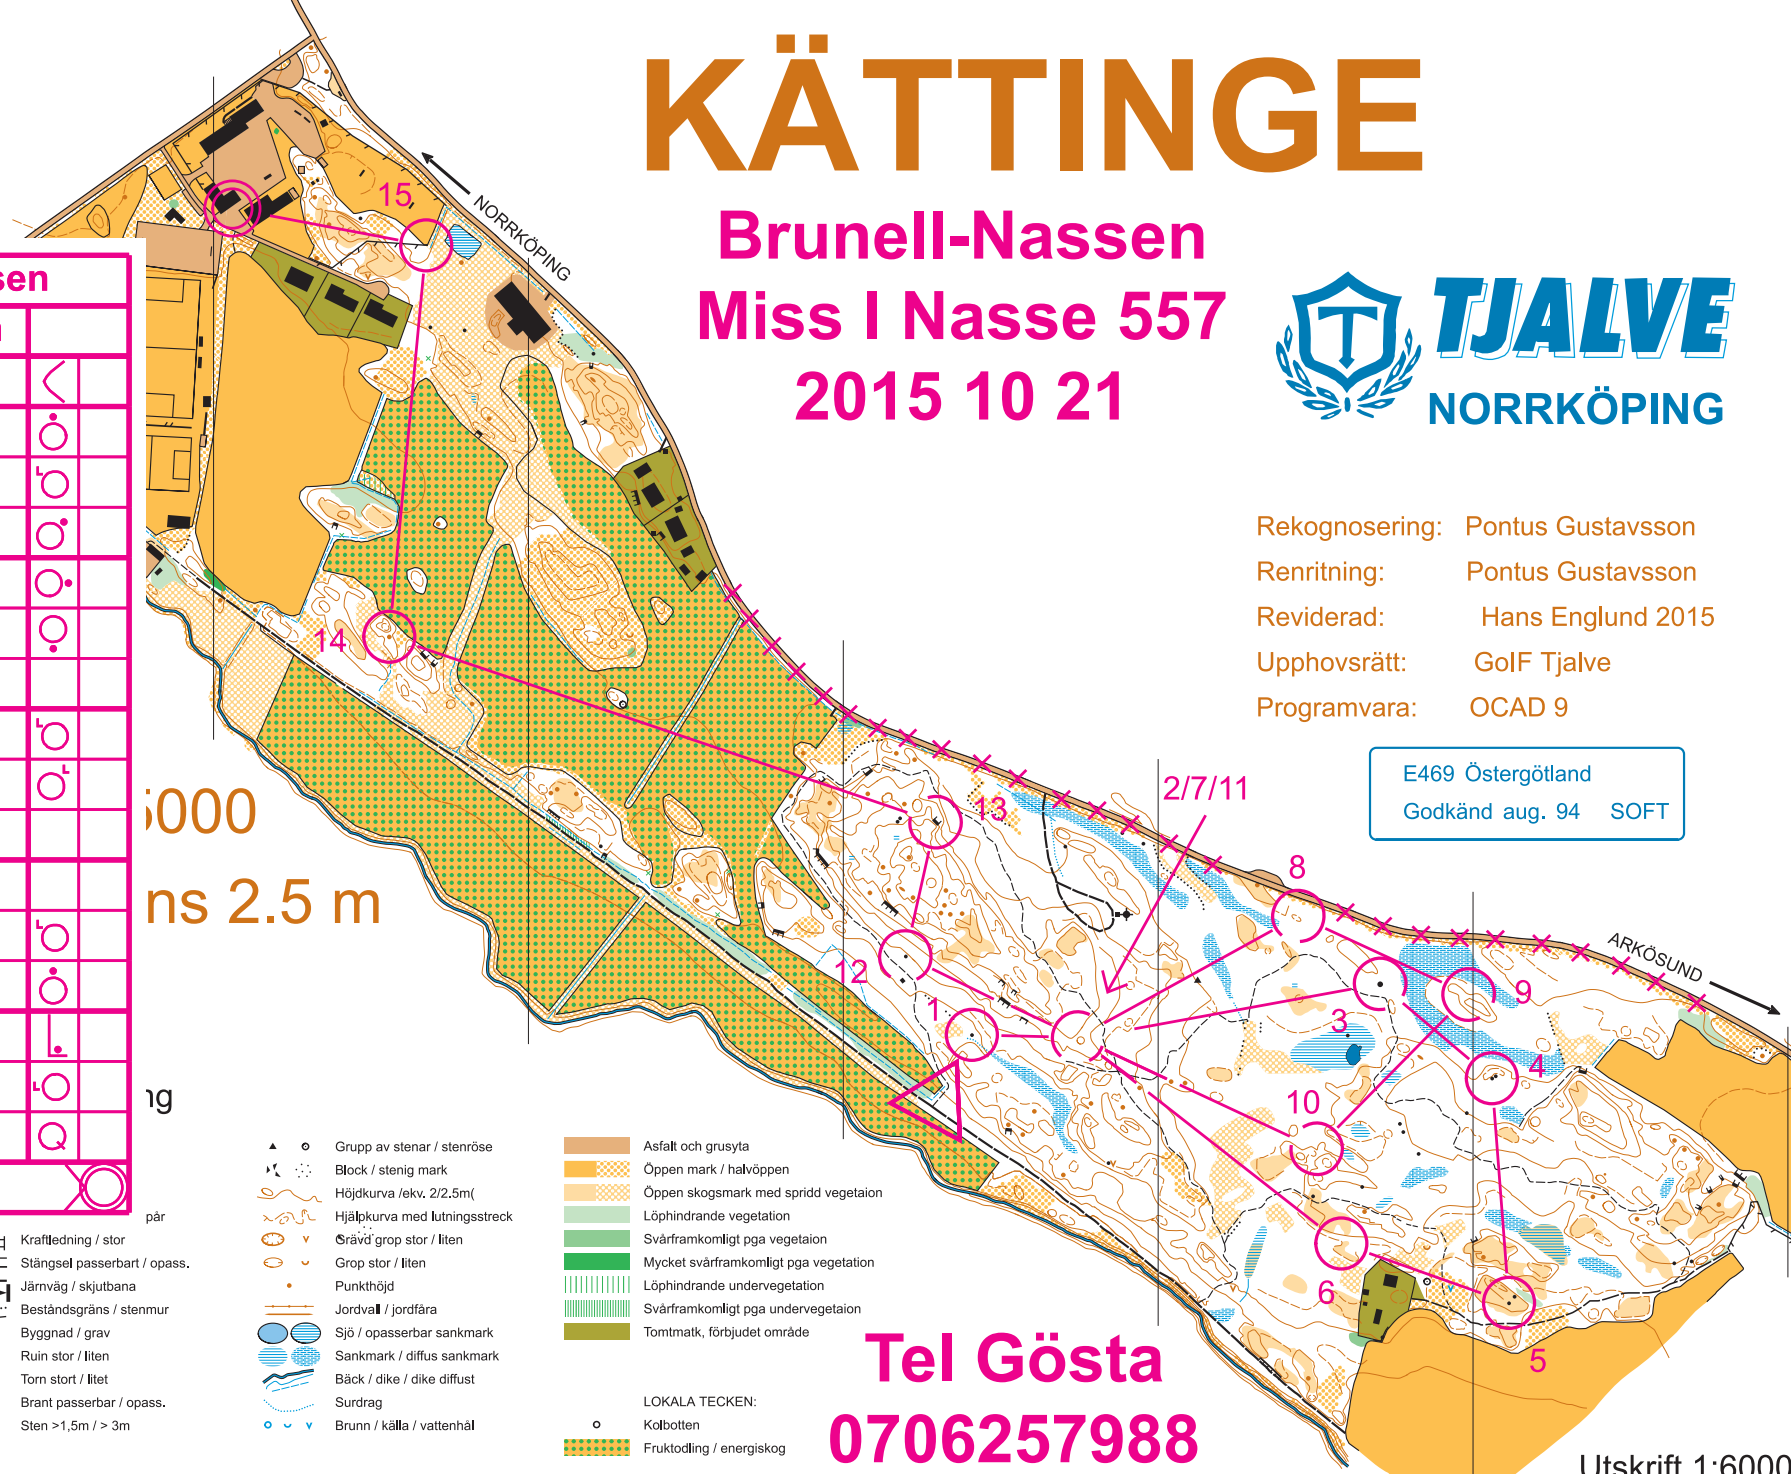 KÄTTINGE
Brunell-Nassen
Miss I Nasse 557
2015 10 21
TJALVE
NORRKÖPING
Rekognosering: Pontus Gustavsson
Renritning: Pontus Gustavsson
Reviderad: Hans Englund 2015
Upphovsrätt: GoIF Tjalve
Programvara: OCAD 9
E469 Östergötland
Godkänd aug. 94 SOFT
NORRKÖPING
ARKÖSUND
15
14
13
2/7/11
8
12
1
3
9
4
10
6
5
sen
5000
ns 2.5 m
ng
pår
Kraftledning / stor
Stängsel passerbart / opass.
Järnväg / skjutbana
Beståndsgräns / stenmur
Byggnad / grav
Ruin stor / liten
Torn stort / litet
Brant passerbar / opass.
Sten >1,5m / > 3m
Grupp av stenar / stenröse
Block / stenig mark
Höjdkurva /ekv. 2/2.5m(
Hjälpkurva med lutningsstreck
Grävd grop stor / liten
Grop stor / liten
Punkthöjd
Jordvall / jordfåra
Sjö / opasserbar sankmark
Sankmark / diffus sankmark
Bäck / dike / dike diffust
Surdrag
Brunn / källa / vattenhål
Asfalt och grusyta
Öppen mark / halvöppen
Öppen skogsmark med spridd vegetaion
Löphindrande vegetation
Svårframkomligt pga vegetaion
Mycket svårframkomligt pga vegetation
Löphindrande undervegetation
Svårframkomligt pga undervegetaion
Tomtmatk, förbjudet område
LOKALA TECKEN:
Kolbotten
Fruktodling / energiskog
Tel Gösta
0706257988
Utskrift 1:6000